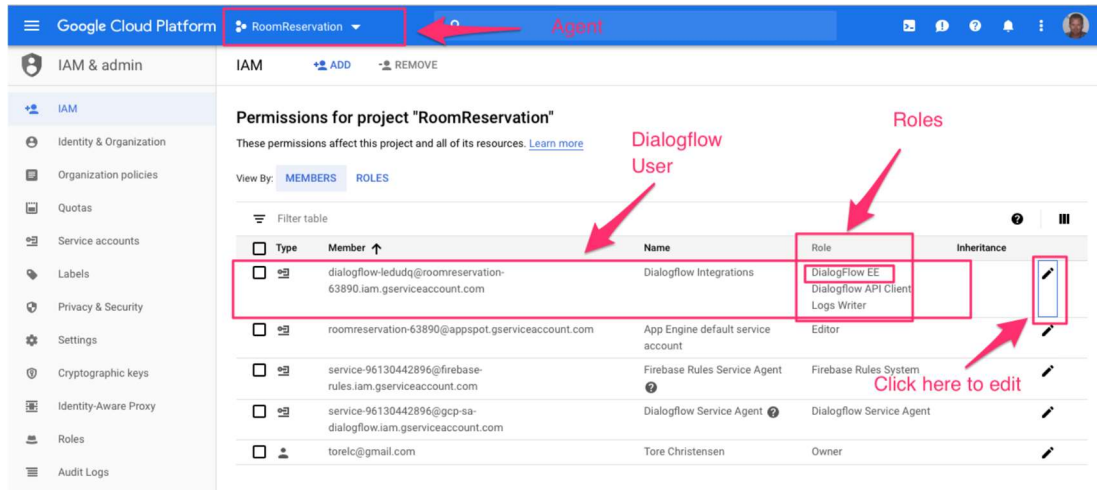 Google Cloud Platform
RoomReservation
Agent
IAM & admin
IAM
ADD
REMOVE
IAM
Identity & Organization
Organization policies
Quotas
Service accounts
Labels
Privacy & Security
Settings
Cryptographic keys
Identity-Aware Proxy
Roles
Audit Logs
Permissions for project "RoomReservation"
These permissions affect this project and all of its resources. Learn more
Dialogflow
User
Roles
View By: MEMBERS ROLES
Filter table
Type Member Name Role Inheritance
dialogflow-ledudq@roomreservation- Dialogflow Integrations DialogFlow EE
63890.iam.gserviceaccount.com Dialogflow API Client
Logs Writer
roomreservation-63890@appspot.gserviceaccount.com App Engine default service Editor
account
service-96130442896@firebase- Firebase Rules Service Agent Firebase Rules System
rules.iam.gserviceaccount.com
Click here to edit
service-96130442896@gcp-sa- Dialogflow Service Agent Dialogflow Service Agent
dialogflow.iam.gserviceaccount.com
torelc@gmail.com Tore Christensen Owner